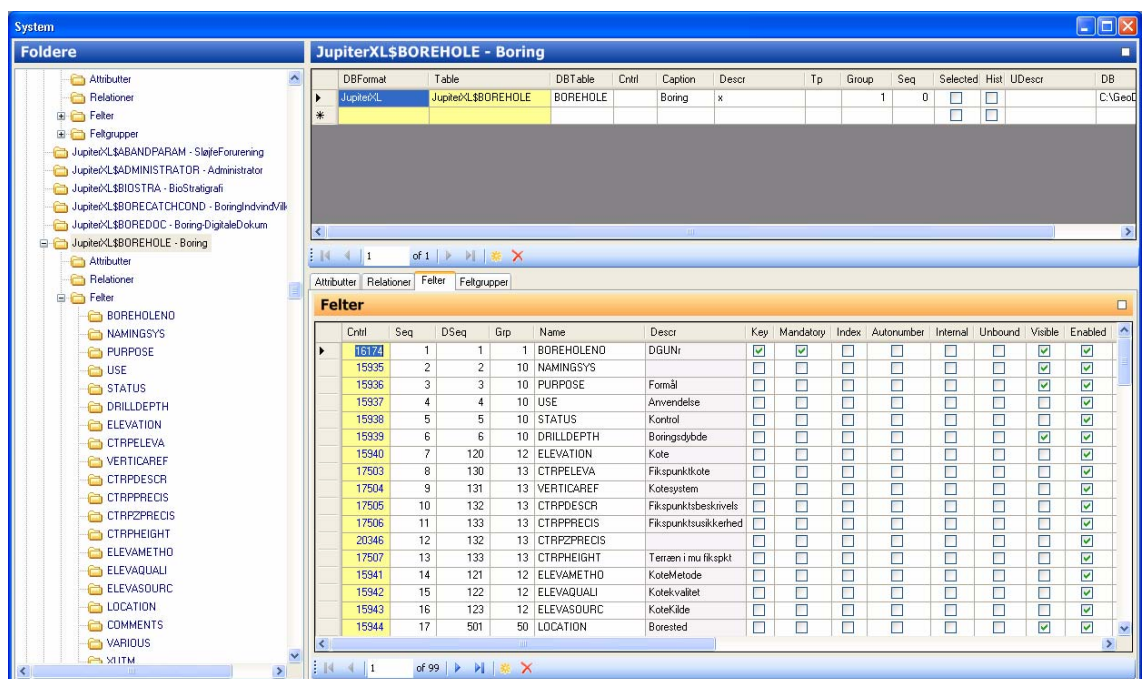 System
Foldere
Attributter
Relationer
Felter
Feltgrupper
JupiterXL$ABANDPARAM - SløjfeForurening
JupiterXL$ADMINISTRATOR - Administrator
JupiterXL$BIOSTRA - BioStratigrafi
JupiterXL$BORECATCHCOND - BoringIndvindVilk
JupiterXL$BOREDOC - Boring-DigitaleDokum
JupiterXL$BOREHOLE - Boring
Attributter
Relationer
Felter
BOREHOLENO
NAMINGSYS
PURPOSE
USE
STATUS
DRILLDEPTH
ELEVATION
CTRPELEVA
VERTICAREF
CTRPDESCR
CTRPPRECIS
CTRPZPRECIS
CTRPHEIGHT
ELEVAMETHO
ELEVAQUALI
ELEVASOURC
LOCATION
COMMENTS
VARIOUS
XUTM
JupiterXL$BOREHOLE - Boring
DBFormat Table DBTable Cntrl Caption Descr Tp Group Seq Selected Hist UDescr DB
JupiterXL JupiterXL$BOREHOLE BOREHOLE Boring x 1 0 C:\GeoD
1 of 1
Attributter Relationer Felter Feltgrupper
Felter
Cntrl Seq DSeq Grp Name Descr Key Mandatory Index Autonumber Internal Unbound Visible Enabled
16174 1 1 1 BOREHOLENO DGUNr
15935 2 2 10 NAMINGSYS
15936 3 3 10 PURPOSE Formål
15937 4 4 10 USE Anvendelse
15938 5 5 10 STATUS Kontrol
15939 6 6 10 DRILLDEPTH Boringsdybde
15940 7 120 12 ELEVATION Kote
17503 8 130 13 CTRPELEVA Fikspunktkote
17504 9 131 13 VERTICAREF Kotesystem
17505 10 132 13 CTRPDESCR Fikspunktsbeskrivels
17506 11 133 13 CTRPPRECIS Fikspunktsusikkerhed
20346 12 132 13 CTRPZPRECIS
17507 13 133 13 CTRPHEIGHT Terræn i mu fikspkt
15941 14 121 12 ELEVAMETHO KoteMetode
15942 15 122 12 ELEVAQUALI Kotekvalitet
15943 16 123 12 ELEVASOURC KoteKilde
15944 17 501 50 LOCATION Borested
1 of 99